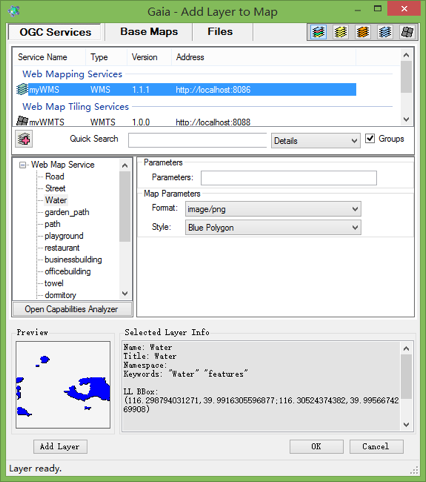 Gaia - Add Layer to Map
OGC Services Base Maps Files
Service Name Type Version Address
Web Mapping Services
myWMS WMS 1.1.1 http://localhost:8086
Web Map Tiling Services
myWMTS WMTS 1.0.0 http://localhost:8088
Quick Search Details Groups
Web Map Service
Road
Street
Water
garden_path
path
playground
restaurant
businessbuilding
officebuilding
towel
dormitory
Open Capabilities Analyzer
Parameters
Parameters:
Map Parameters
Format: image/png
Style: Blue Polygon
Preview
Selected Layer Info
Name: Water
Title: Water
Namespace:
Keywords: "Water" "features"
LL BBox:
(116.298794031271,39.9916305596877;116.30524374382,39.99566742
69908)
Add Layer OK Cancel
Layer ready.